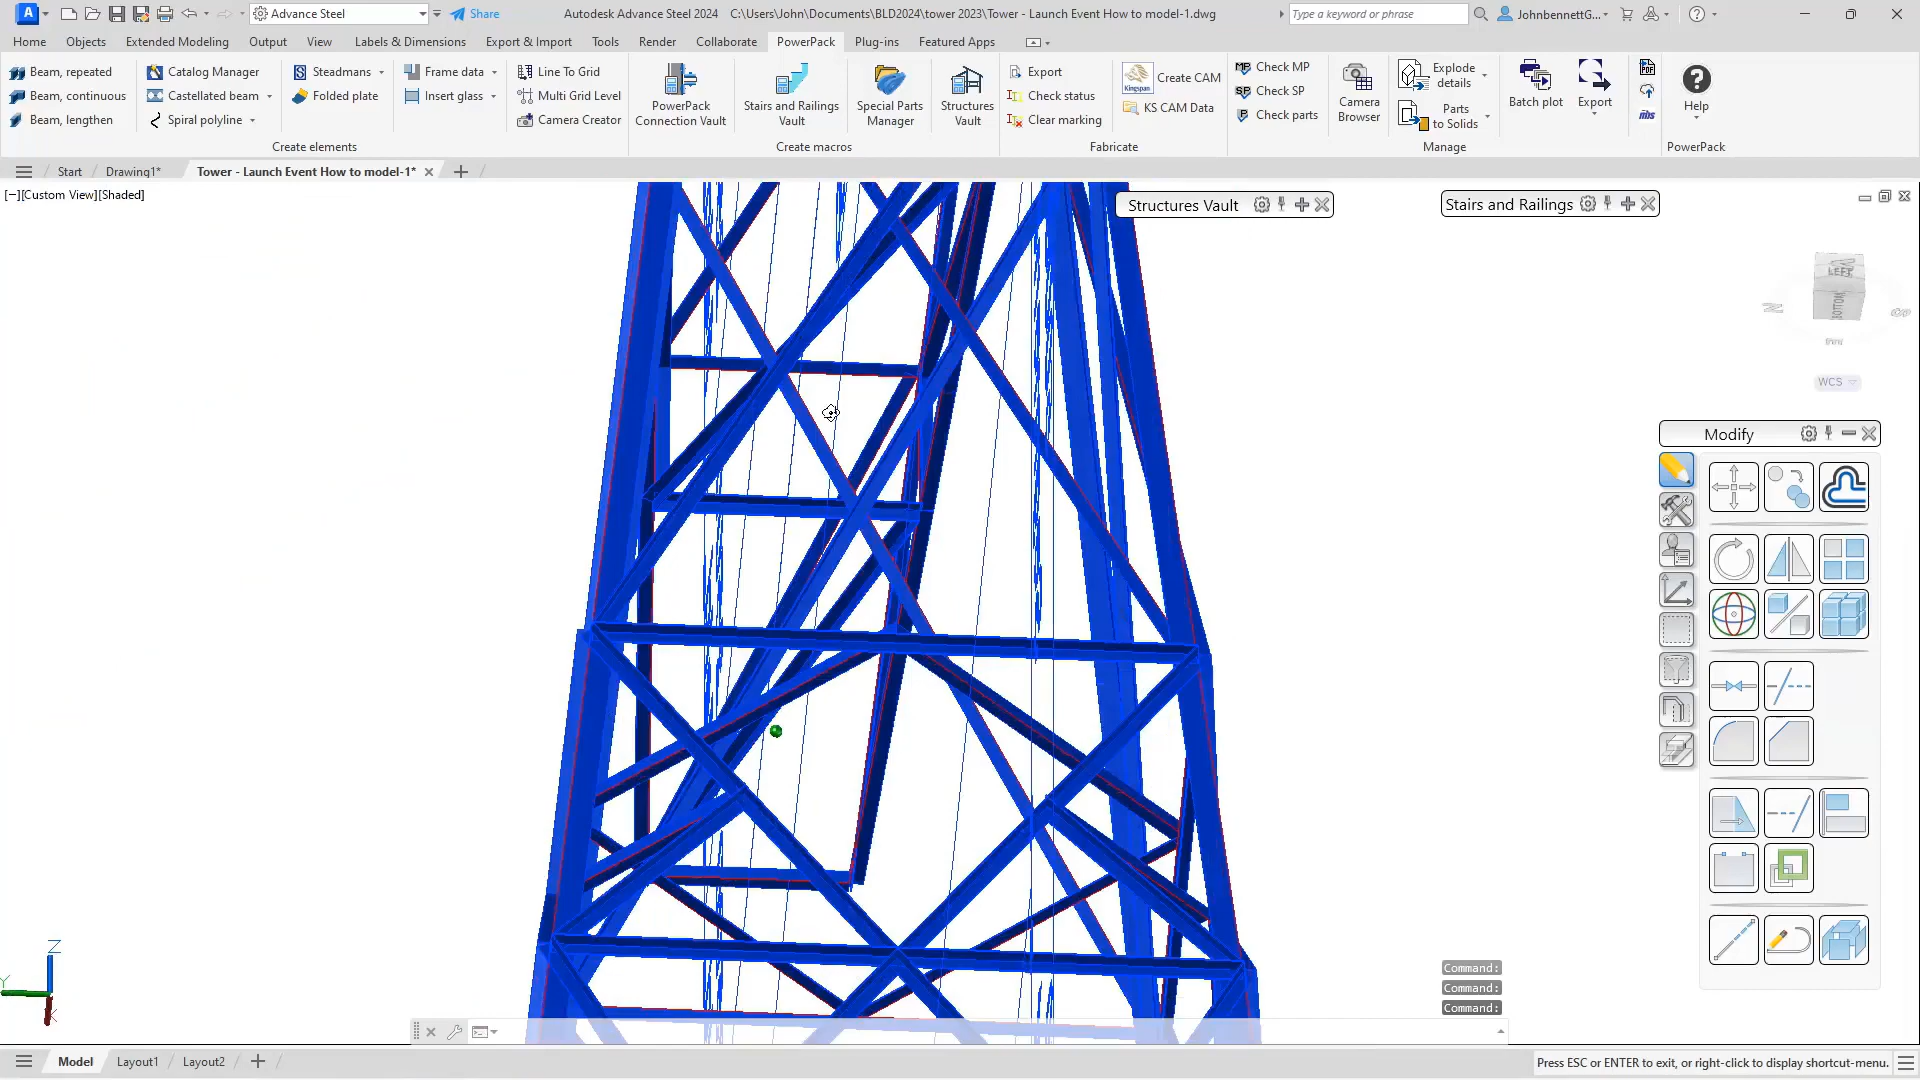 Advance Steel
Share
Autodesk Advance Steel 2024 C:\Users\John\Documents\BLD2024\tower 2023\Tower - Launch Event How to model-1.dwg
Type a keyword or phrase
JohnbennettG...
Home Objects Extended Modeling Output View Labels & Dimensions Export & Import Tools Render Collaborate PowerPack Plug-ins Featured Apps
Beam, repeated
Beam, continuous
Beam, lengthen
Catalog Manager
Castellated beam
Spiral polyline
Steadmans
Folded plate
Frame data
Insert glass
Line To Grid
Multi Grid Level
Camera Creator
Create elements
PowerPack
Connection Vault
Stairs and Railings
Vault
Special Parts
Manager
Structures
Vault
Create macros
Export
Check status
Clear marking
Kingspan
Create CAM
KS CAM Data
Fabricate
MP Check MP
SP Check SP
P Check parts
Camera
Browser
Explode
details
Parts
to Solids
Batch plot
Export
PDF
nbs
Manage
Help
PowerPack
Start Drawing1* Tower - Launch Event How to model-1*
[−][Custom View][Shaded]
Structures Vault
Stairs and Railings
LEFT
BOTTOM
WCS
Modify
Z
Y
X
Command:
Command:
Command:
Model Layout1 Layout2
Press ESC or ENTER to exit, or right-click to display shortcut-menu.